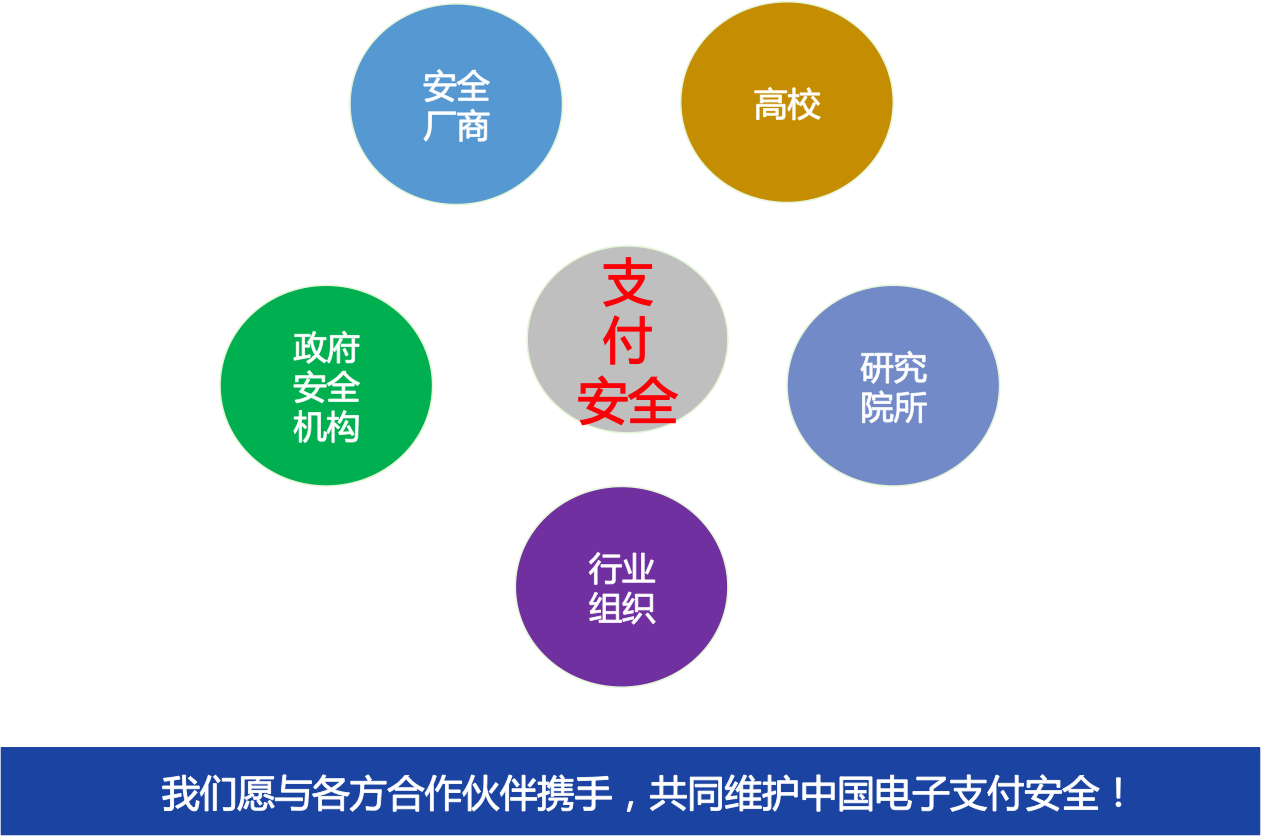 安全
厂商
高校
支
付
安全
政府
安全
机构
研究
院所
行业
组织
我们愿与各方合作伙伴携手，共同维护中国电子支付安全！